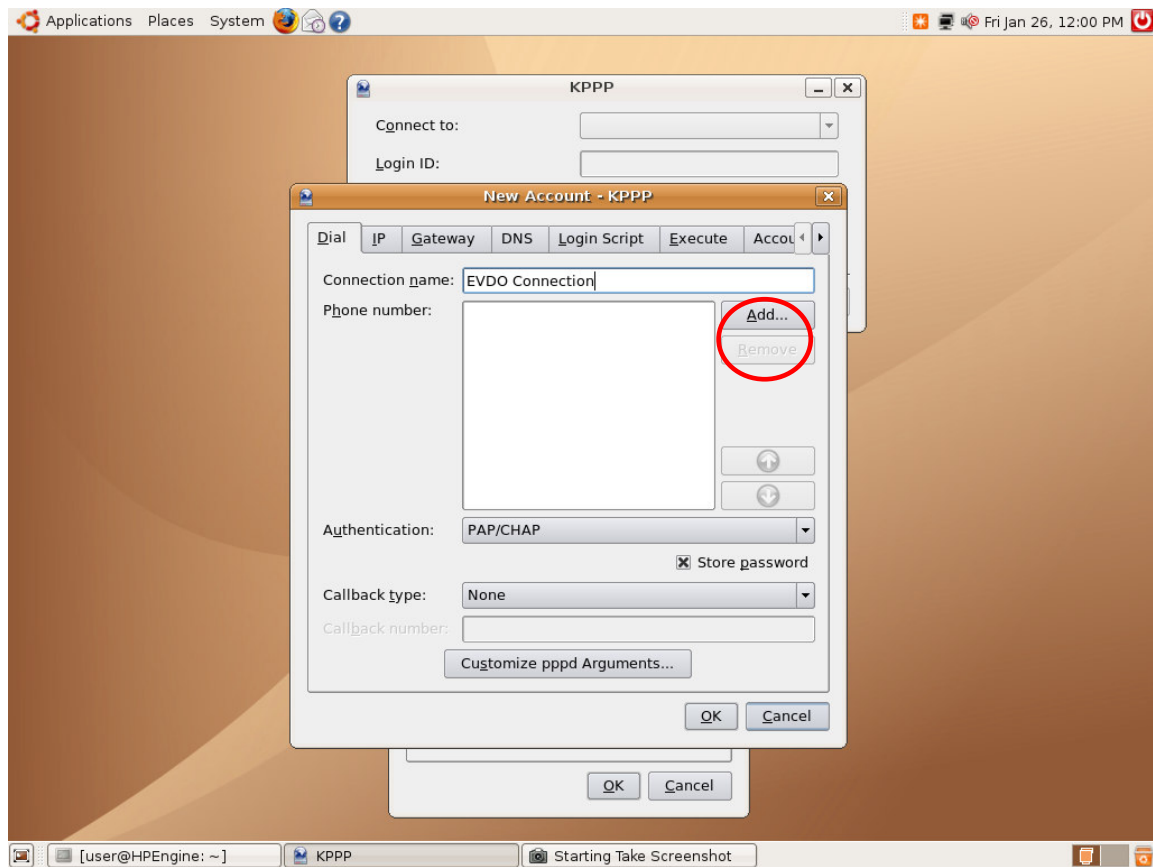 Applications Places System Fri Jan 26, 12:00 PM
KPPP
Connect to:
Login ID:
New Account - KPPP
Dial IP Gateway DNS Login Script Execute Accou
Connection name: EVDO Connection
Phone number: Add...
Remove
Authentication: PAP/CHAP
Store password
Callback type: None
Callback number:
Customize pppd Arguments...
OK Cancel
OK Cancel
[user@HPEngine: ~] KPPP Starting Take Screenshot